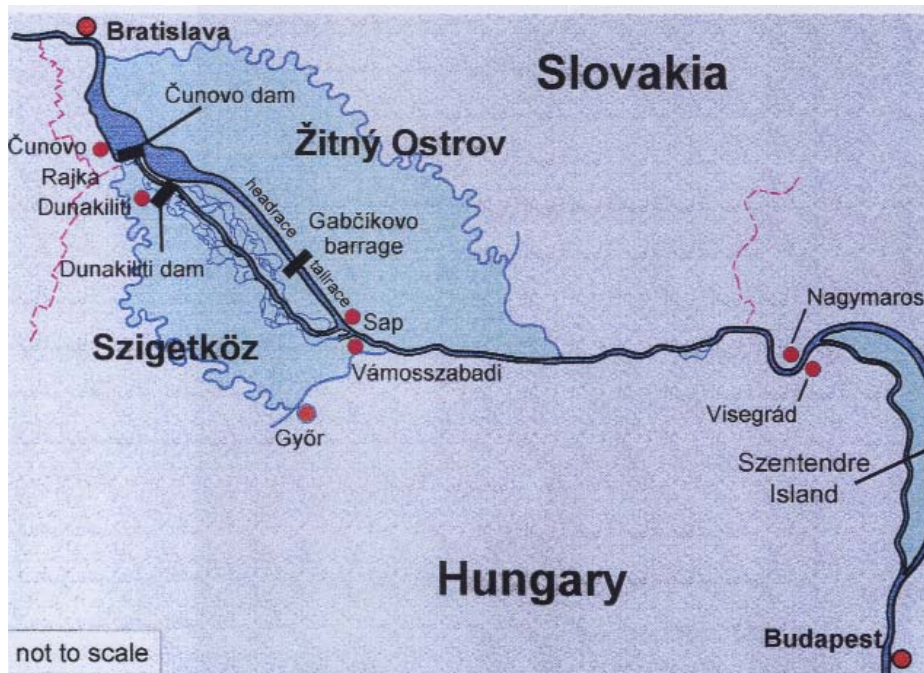 Bratislava
Slovakia
Čunovo dam
Žitný Ostrov
Čunovo
Rajka
headrace
Dunakiliti
Gabčíkovo
barrage
Dunakiliti dam
tailrace
Nagymaros
Sap
Szigetköz
Vámosszabadi
Visegrád
Győr
Szentendre
Island
Hungary
Budapest
not to scale